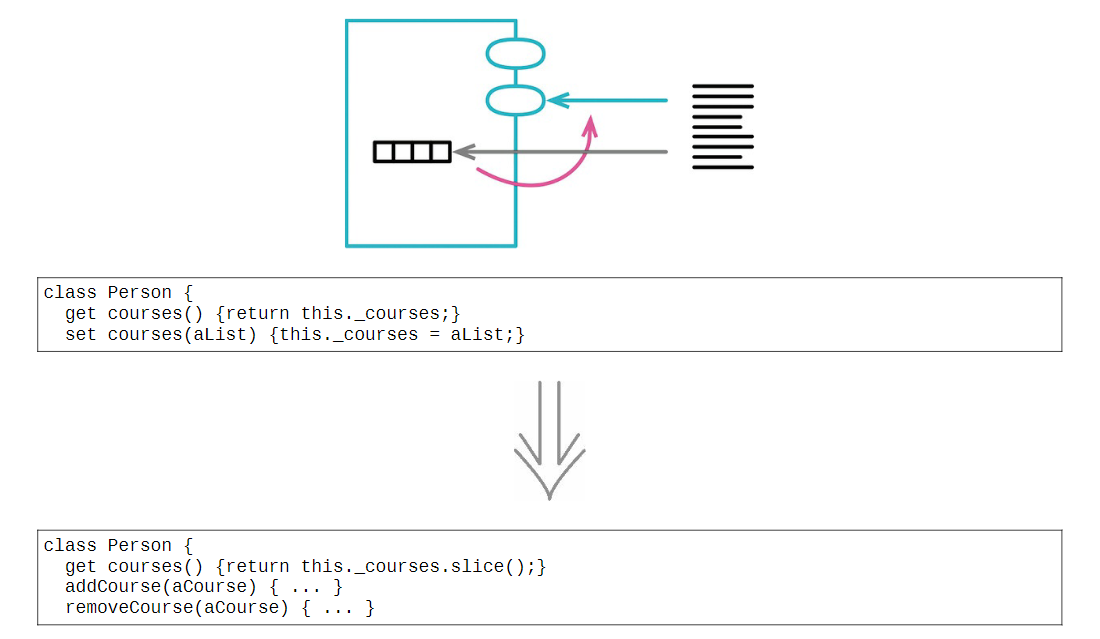 class Person {
  get courses() {return this._courses;}
  set courses(aList) {this._courses = aList;}
class Person {
  get courses() {return this._courses.slice();}
  addCourse(aCourse) { ... }
  removeCourse(aCourse) { ... }